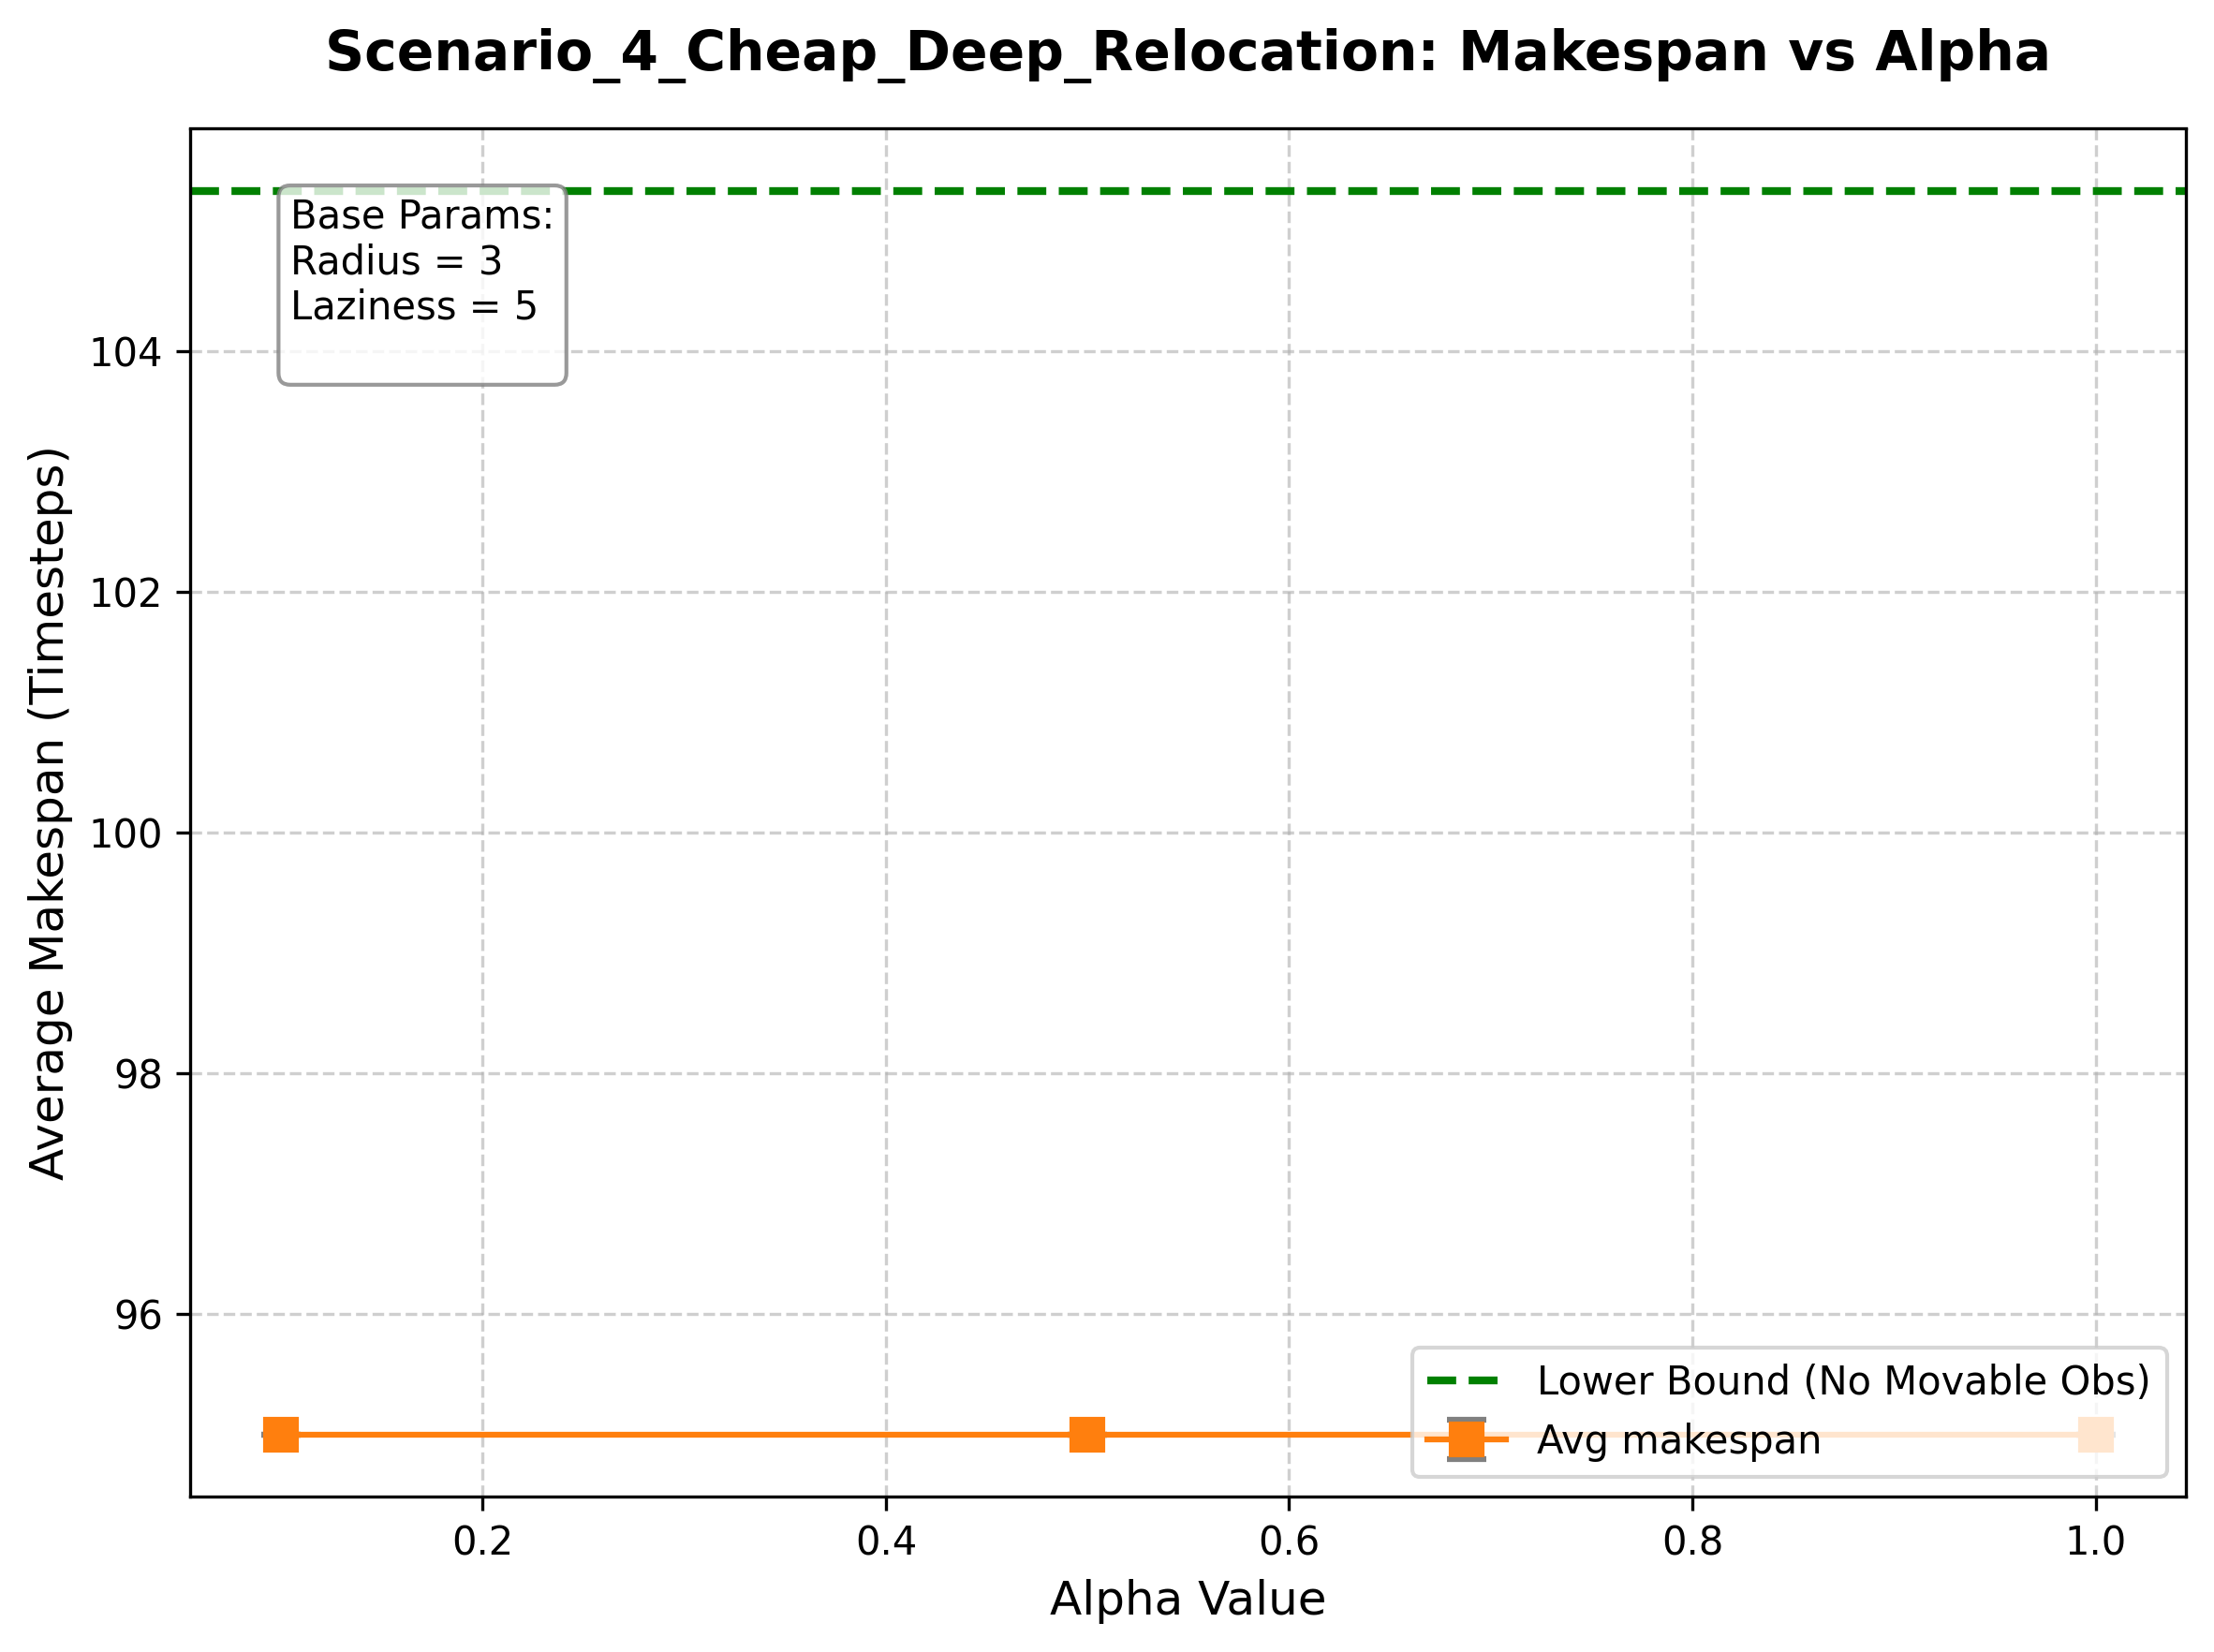 Scenario_4_Cheap_Deep_Relocation: Makespan vs Alpha
Base Params:
Radius = 3
Laziness = 5
Average Makespan (Timesteps)
104
102
100
98
96
Lower Bound (No Movable Obs)
Avg makespan
0.2
0.4
0.6
0.8
1.0
Alpha Value